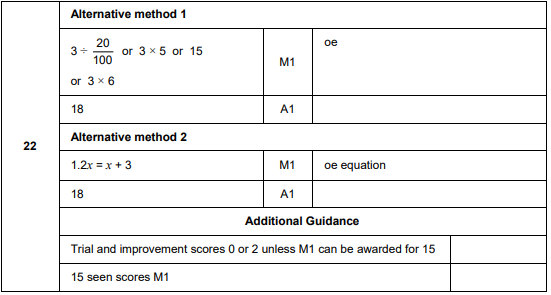 Alternative method 1
3 ÷ 20/100 or 3 × 5 or 15
or 3 × 6
M1
oe
18
A1
22
Alternative method 2
1.2x = x + 3
M1
oe equation
18
A1
Additional Guidance
Trial and improvement scores 0 or 2 unless M1 can be awarded for 15
15 seen scores M1